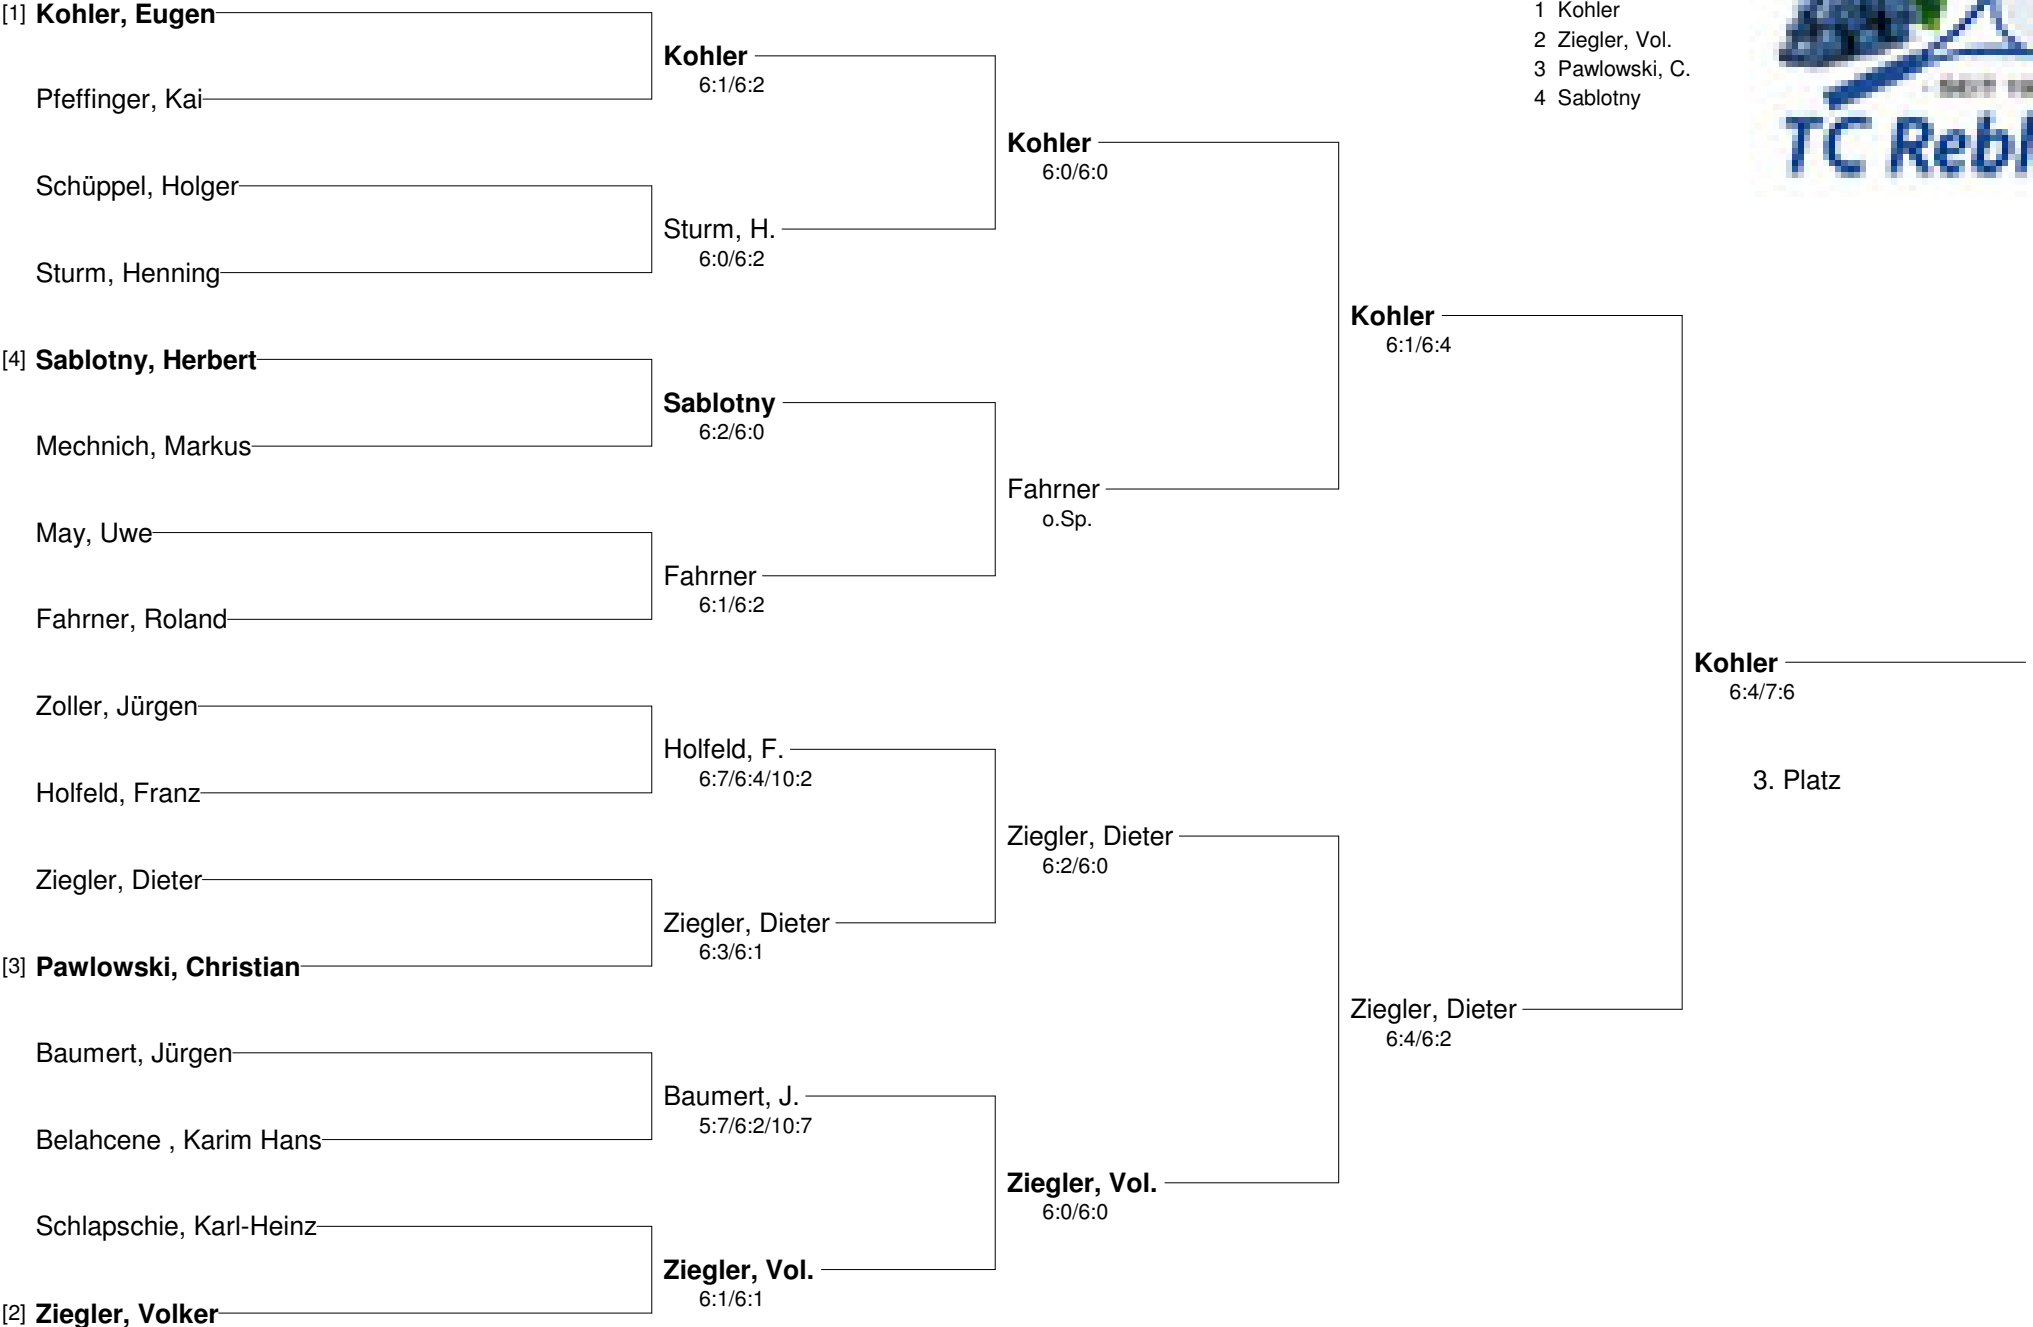 [1] Kohler, Eugen
Pfeffinger, Kai
Schüppel, Holger
Sturm, Henning
[4] Sablotny, Herbert
Mechnich, Markus
May, Uwe
Fahrner, Roland
Zoller, Jürgen
Holfeld, Franz
Ziegler, Dieter
[3] Pawlowski, Christian
Baumert, Jürgen
Belahcene , Karim Hans
Schlapschie, Karl-Heinz
[2] Ziegler, Volker
Kohler
6:1/6:2
Sturm, H.
6:0/6:2
Sablotny
6:2/6:0
Fahrner
6:1/6:2
Holfeld, F.
6:7/6:4/10:2
Ziegler, Dieter
6:3/6:1
Baumert, J.
5:7/6:2/10:7
Ziegler, Vol.
6:1/6:1
Kohler
6:0/6:0
Fahrner
o.Sp.
Ziegler, Dieter
6:2/6:0
Ziegler, Vol.
6:0/6:0
Kohler
6:1/6:4
Ziegler, Dieter
6:4/6:2
Kohler
6:4/7:6
3. Platz
1 Kohler
2 Ziegler, Vol.
3 Pawlowski, C.
4 Sablotny
SEIT
TC